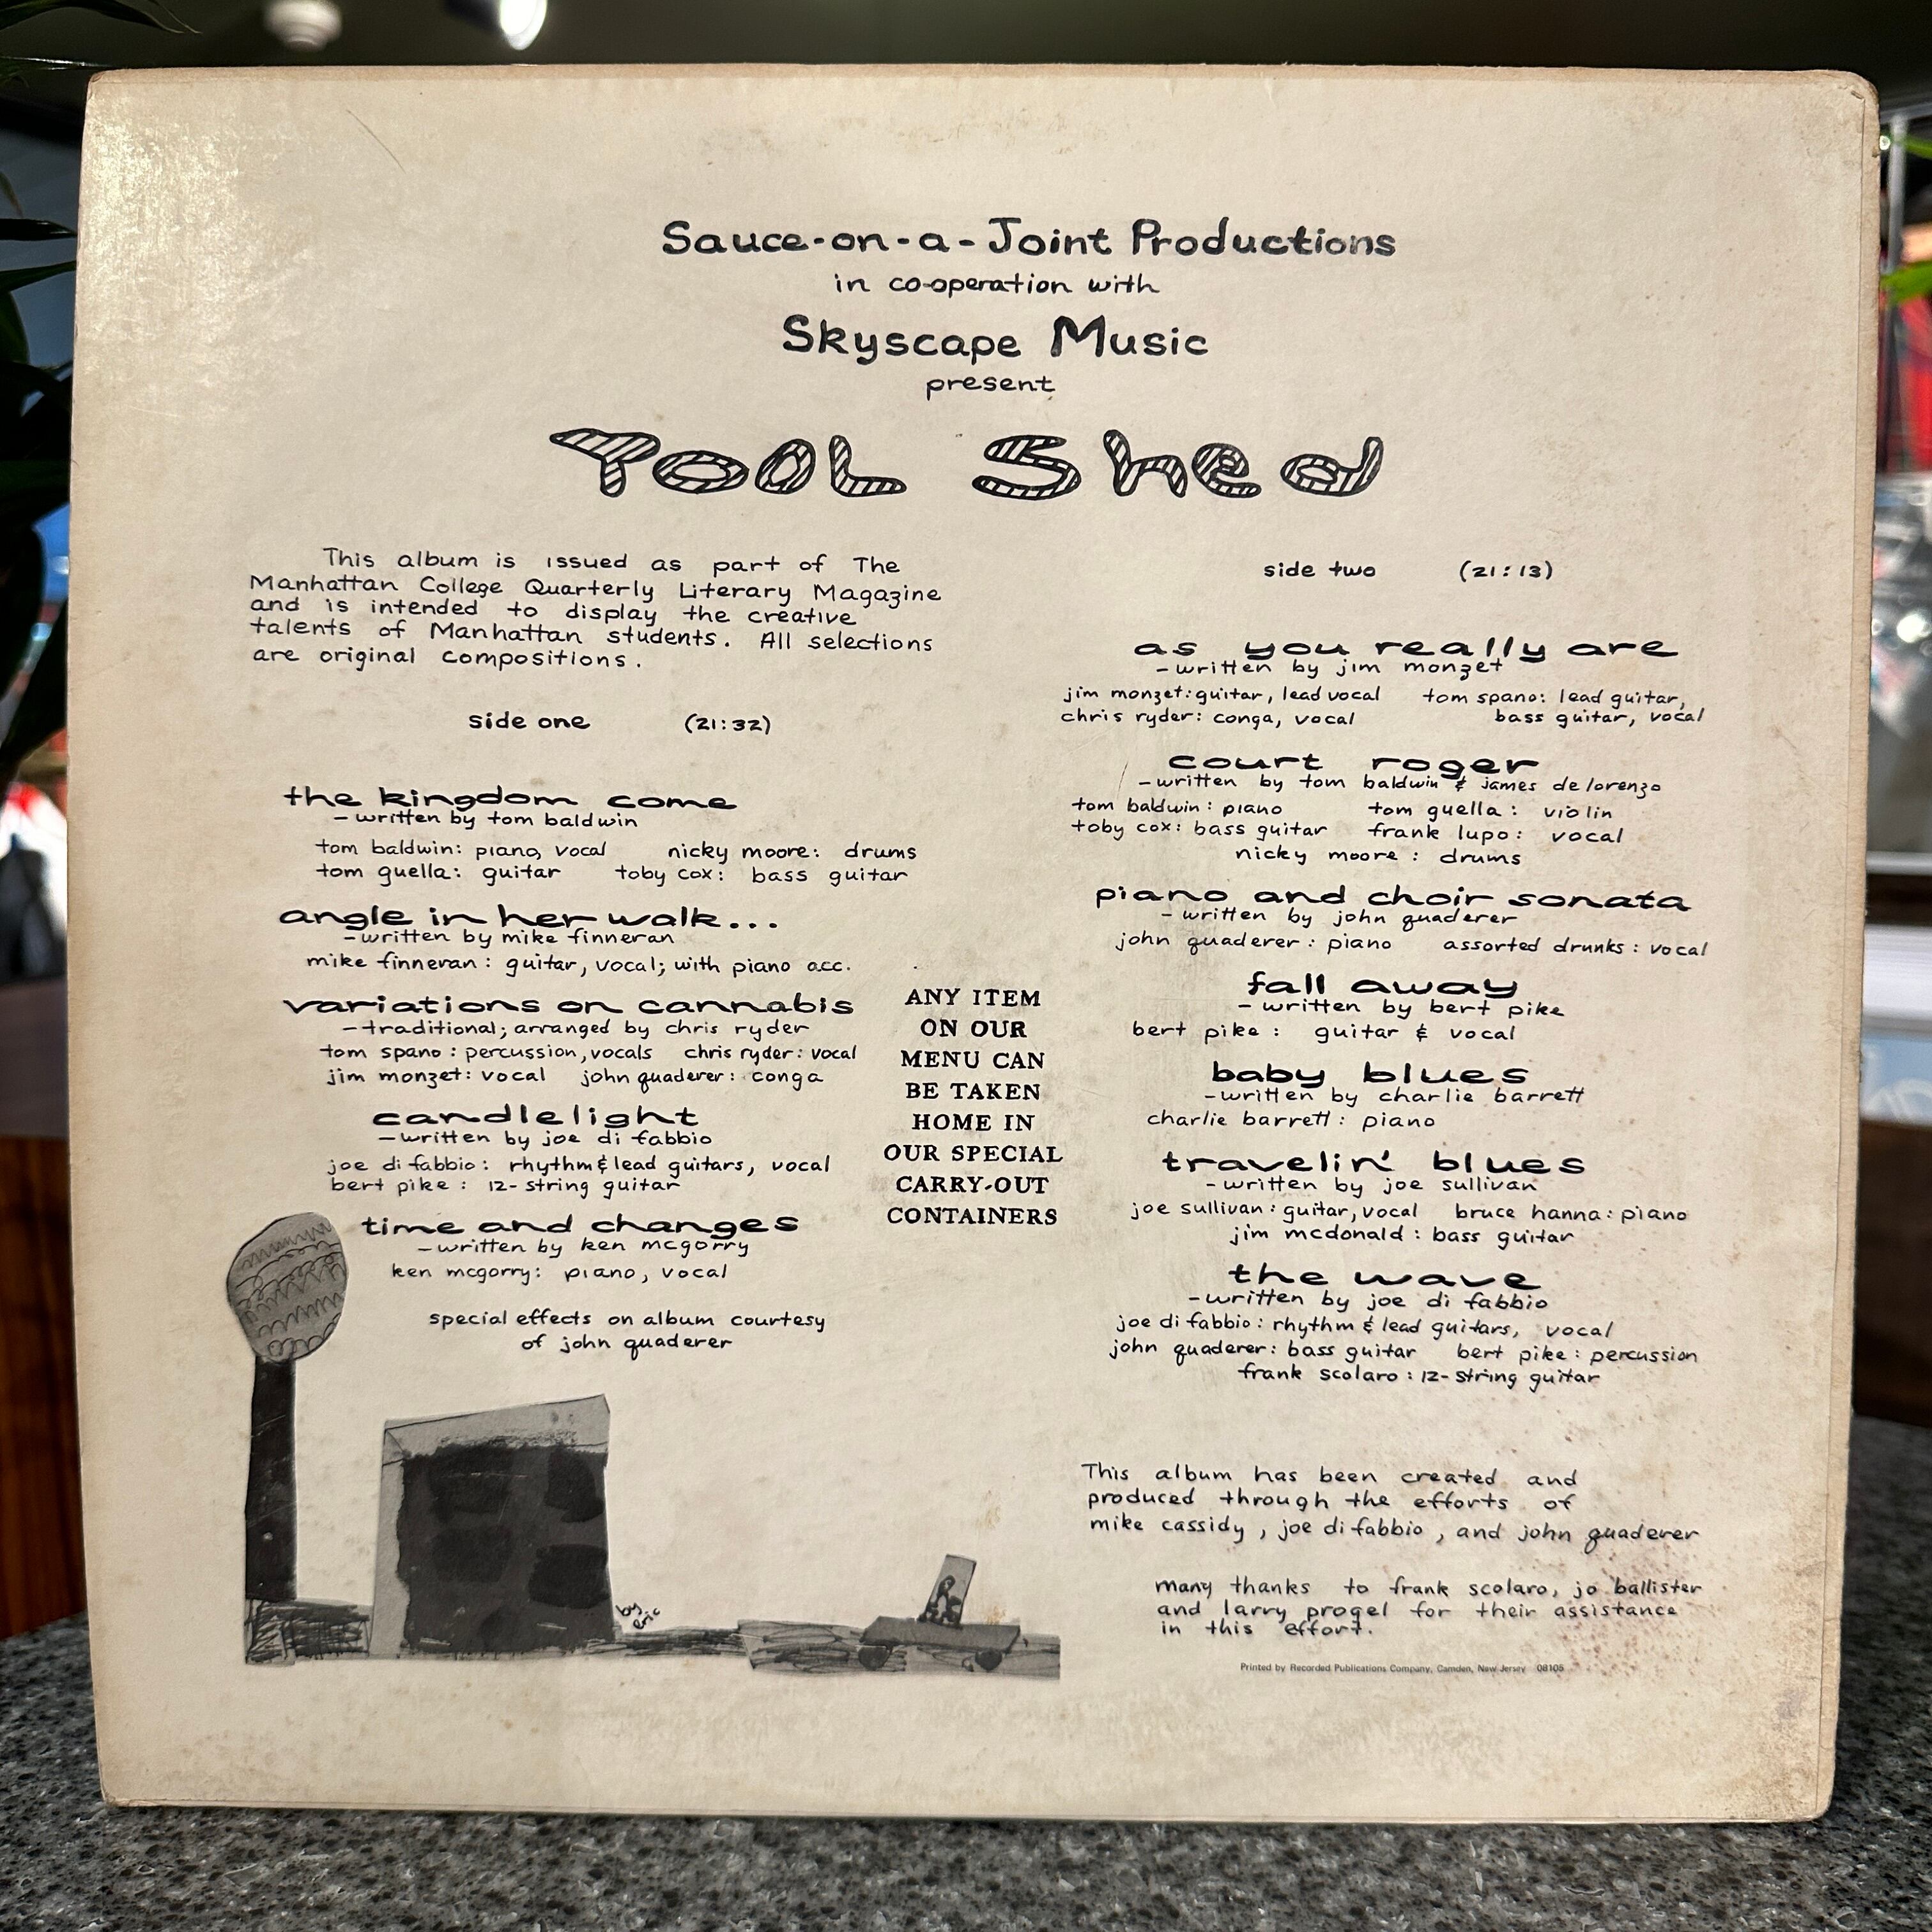 Sauce-on-a-Joint Productions
in co-operation with
Skyscape Music
present
Tool Shed
This album is issued as part of The
Manhattan College Quarterly Literary Magazine
and is intended to display the creative
talents of Manhattan students. All selections
are original compositions.
side one (21:32)
the kingdom come
- written by tom baldwin
tom baldwin: piano, vocal nicky moore: drums
tom guella: guitar toby cox: bass guitar
angle in her walk...
- written by mike finneran
mike finneran: guitar, vocal; with piano acc.
variations on cannabis
- traditional; arranged by chris ryder
tom spano: percussion, vocals chris ryder: vocal
jim monzet: vocal john quaderer: conga
candlelight
- written by joe di fabbio
joe di fabbio: rhythm & lead guitars, vocal
bert pike: 12-string guitar
time and changes
- written by ken mcgorry
ken mcgorry: piano, vocal
special effects on album courtesy
of john quaderer
by
eric
ANY ITEM
ON OUR
MENU CAN
BE TAKEN
HOME IN
OUR SPECIAL
CARRY-OUT
CONTAINERS
side two (21:13)
as you really are
- written by jim monzet
jim monzet: guitar, lead vocal tom spano: lead guitar,
chris ryder: conga, vocal bass guitar, vocal
court roger
- written by tom baldwin & james de lorenzo
tom baldwin: piano tom guella: violin
toby cox: bass guitar frank lupo: vocal
nicky moore: drums
piano and choir sonata
- written by john quaderer
john quaderer: piano assorted drunks: vocal
fall away
- written by bert pike
bert pike: guitar & vocal
baby blues
- written by charlie barrett
charlie barrett: piano
travelin' blues
- written by joe sullivan
joe sullivan: guitar, vocal bruce hanna: piano
jim mcdonald: bass guitar
the wave
- written by joe di fabbio
joe di fabbio: rhythm & lead guitars, vocal
john quaderer: bass guitar bert pike: percussion
frank scolaro: 12-string guitar
This album has been created and
produced through the efforts of
mike cassidy, joe di fabbio, and john quaderer
many thanks to frank scolaro, jo ballister
and larry progel for their assistance
in this effort.
Printed by Recorded Publications Company, Camden, New Jersey 08105